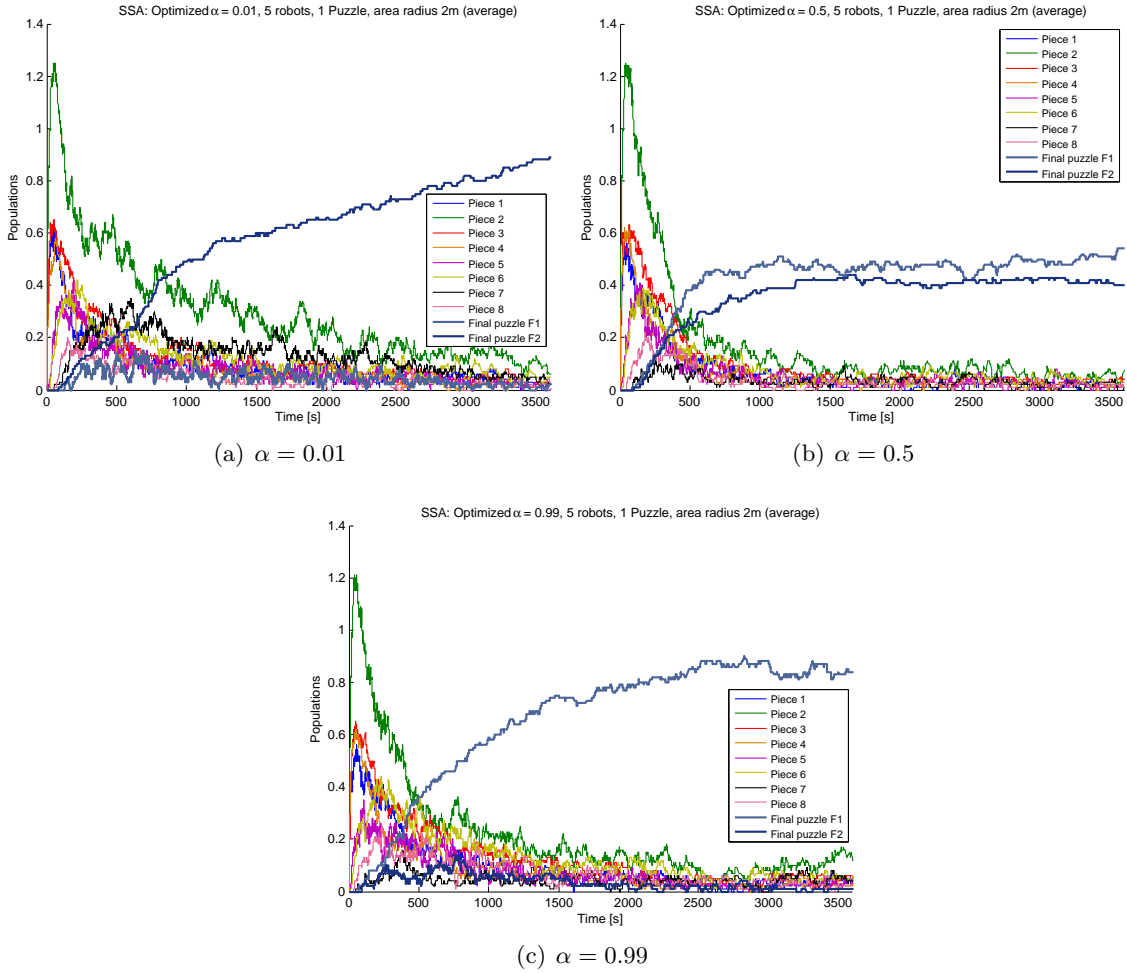 SSA: Optimized α = 0.01, 5 robots, 1 Puzzle, area radius 2m (average)
1.4
1.2
1
0.8
0.6
0.4
0.2
0
Populations
0 500 1000 1500 2000 2500 3000 3500
Time [s]
Piece 1
Piece 2
Piece 3
Piece 4
Piece 5
Piece 6
Piece 7
Piece 8
Final puzzle F1
Final puzzle F2
(a) α = 0.01
SSA: Optimized α = 0.5, 5 robots, 1 Puzzle, area radius 2m (average)
1.4
1.2
1
0.8
0.6
0.4
0.2
0
Populations
0 500 1000 1500 2000 2500 3000 3500
Time [s]
Piece 1
Piece 2
Piece 3
Piece 4
Piece 5
Piece 6
Piece 7
Piece 8
Final puzzle F1
Final puzzle F2
(b) α = 0.5
SSA: Optimized α = 0.99, 5 robots, 1 Puzzle, area radius 2m (average)
1.4
1.2
1
0.8
0.6
0.4
0.2
0
Populations
0 500 1000 1500 2000 2500 3000 3500
Time [s]
Piece 1
Piece 2
Piece 3
Piece 4
Piece 5
Piece 6
Piece 7
Piece 8
Final puzzle F1
Final puzzle F2
(c) α = 0.99